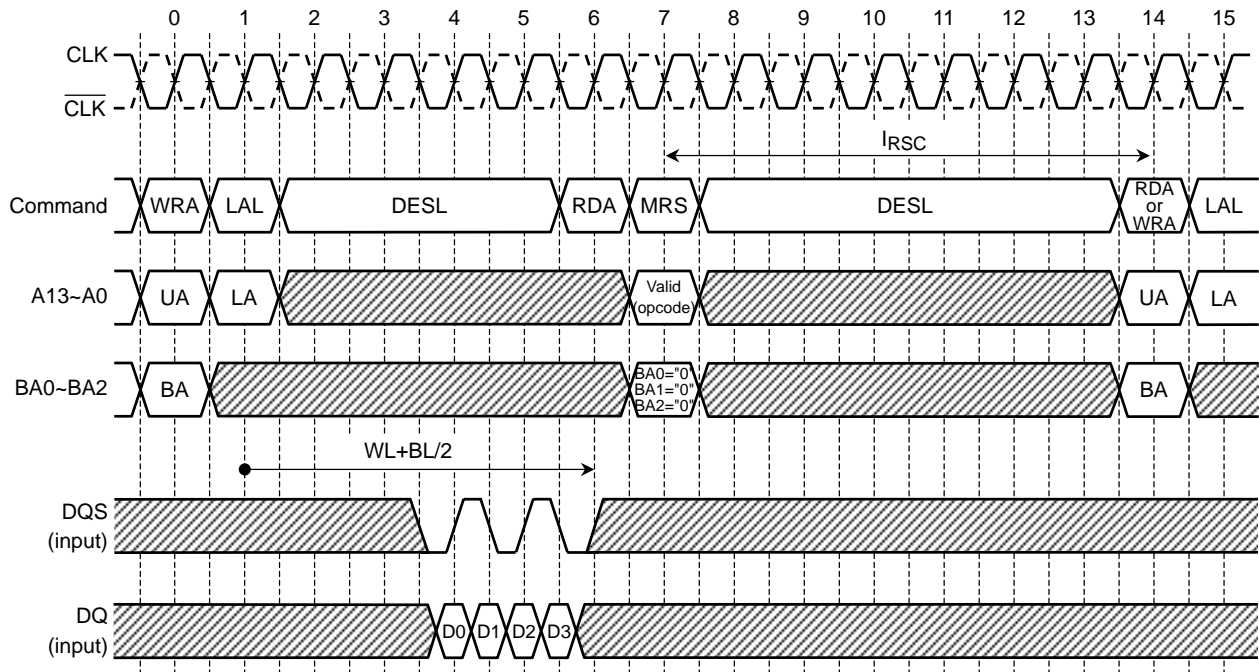 0 1 2 3 4 5 6 7 8 9 10 11 12 13 14 15
CLK
CLK
IRSC
Command WRA LAL DESL RDA MRS DESL RDA or WRA LAL
A13~A0 UA LA Valid (opcode) UA LA
BA0~BA2 BA BA0="0" BA1="0" BA2="0" BA
WL+BL/2
DQS
(input)
DQ
(input) D0 D1 D2 D3